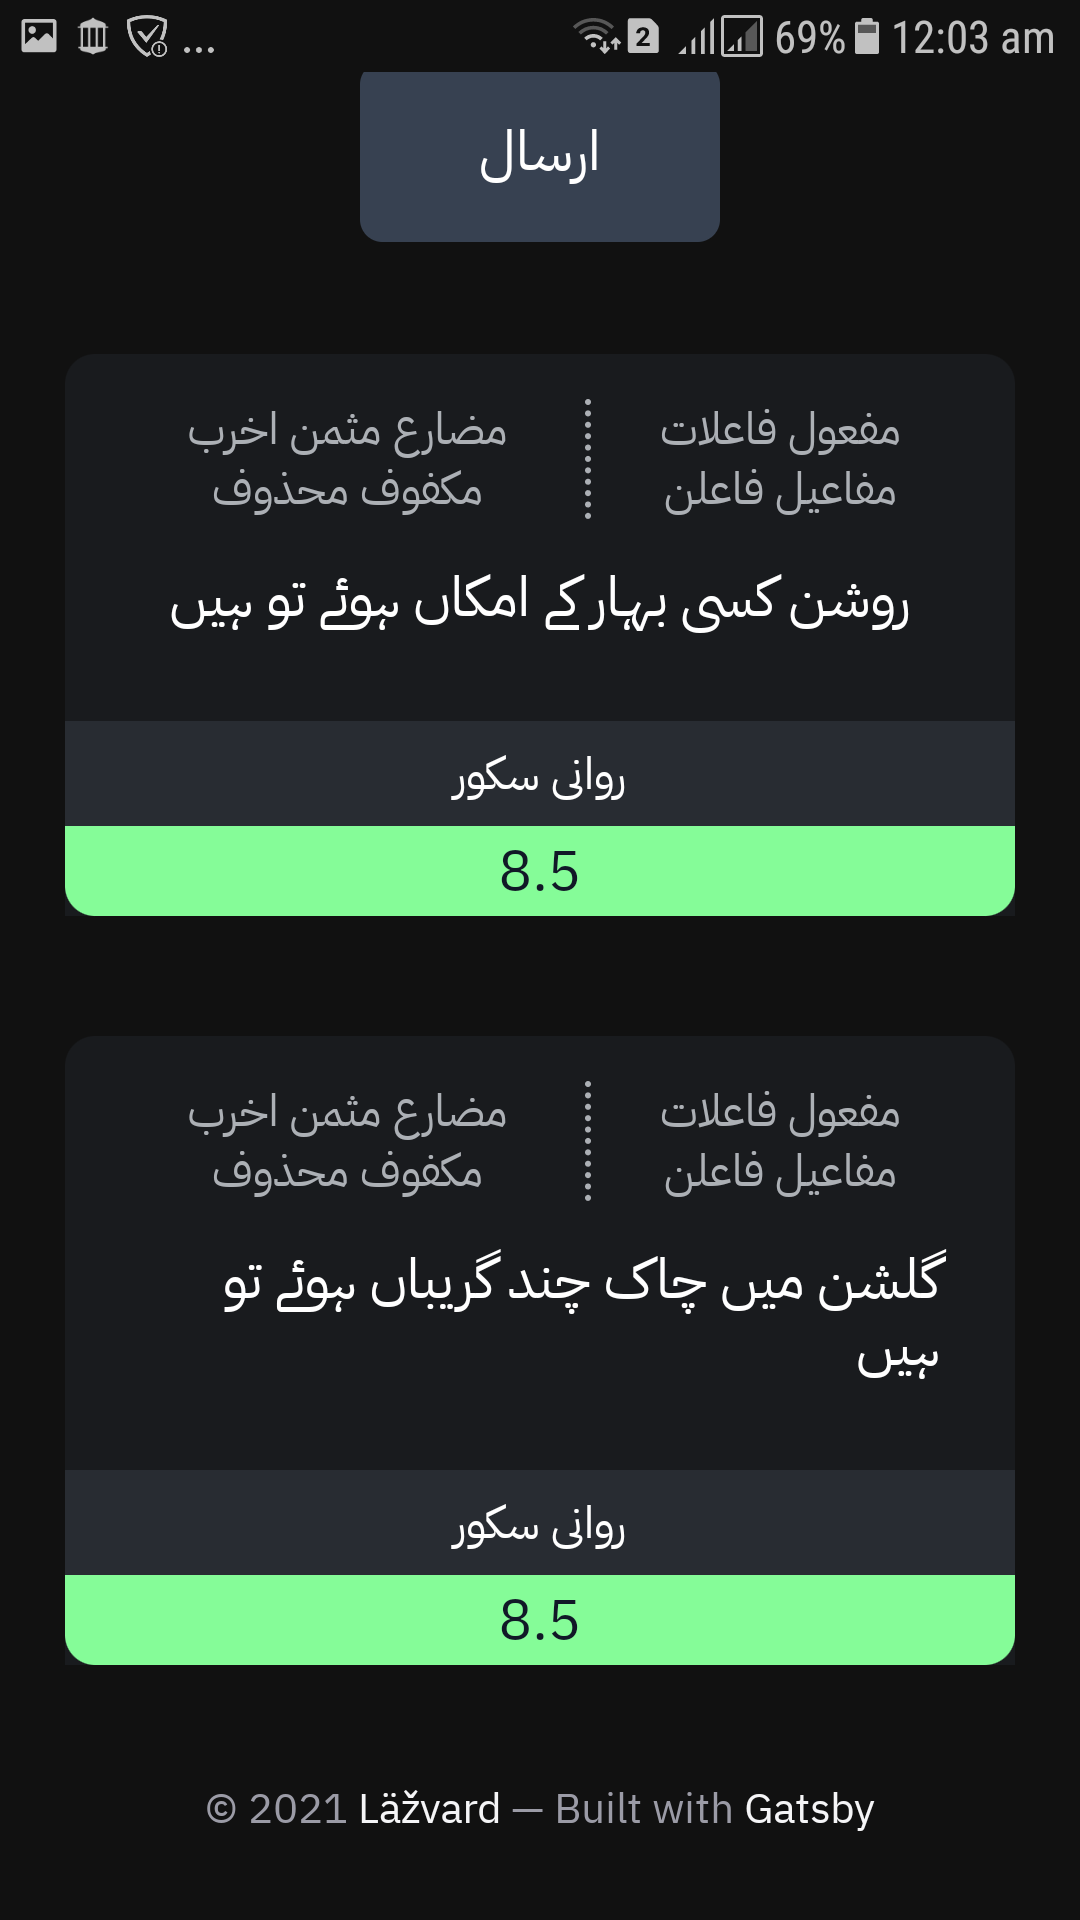 ... 2 69% 12:03 am
ارسال
مفعول فاعلات
مفاعیل فاعلن
مضارع مثمن اخرب
مکفوف محذوف
روشن کسی بہار کے امکاں ہوئے تو ہیں
روانی سکور
8.5
مفعول فاعلات
مفاعیل فاعلن
مضارع مثمن اخرب
مکفوف محذوف
گلشن میں چاک چند گریباں ہوئے تو
ہیں
روانی سکور
8.5
© 2021 Läžvard — Built with Gatsby